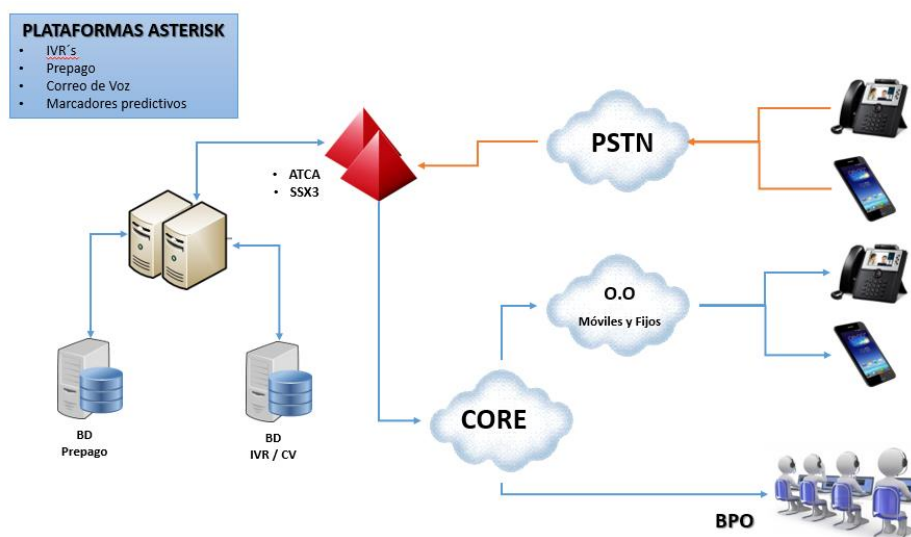 PLATAFORMAS ASTERISK
• IVR´s
• Prepago
• Correo de Voz
• Marcadores predictivos
• ATCA
• SSX3
PSTN
O.O
Móviles y Fijos
CORE
BD
Prepago
BD
IVR / CV
BPO